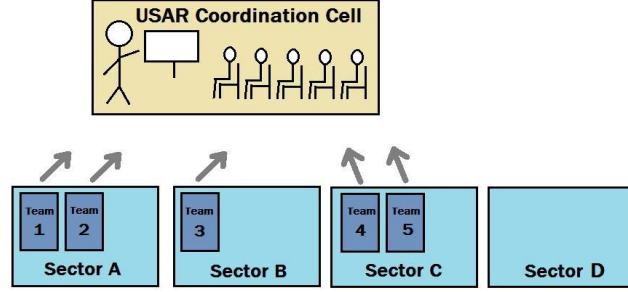 USAR Coordination Cell
Team
1
Team
2
Sector A
Team
3
Sector B
Team
4
Team
5
Sector C
Sector D